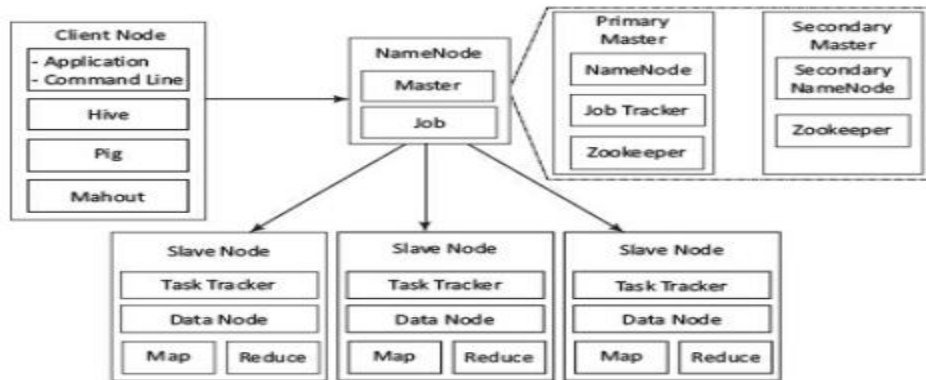 Client Node
- Application
- Command Line
Hive
Pig
Mahout
NameNode
Master
Job
Primary
Master
NameNode
Job Tracker
Zookeeper
Secondary
Master
Secondary
NameNode
Zookeeper
Slave Node
Task Tracker
Data Node
Map
Reduce
Slave Node
Task Tracker
Data Node
Map
Reduce
Slave Node
Task Tracker
Data Node
Map
Reduce